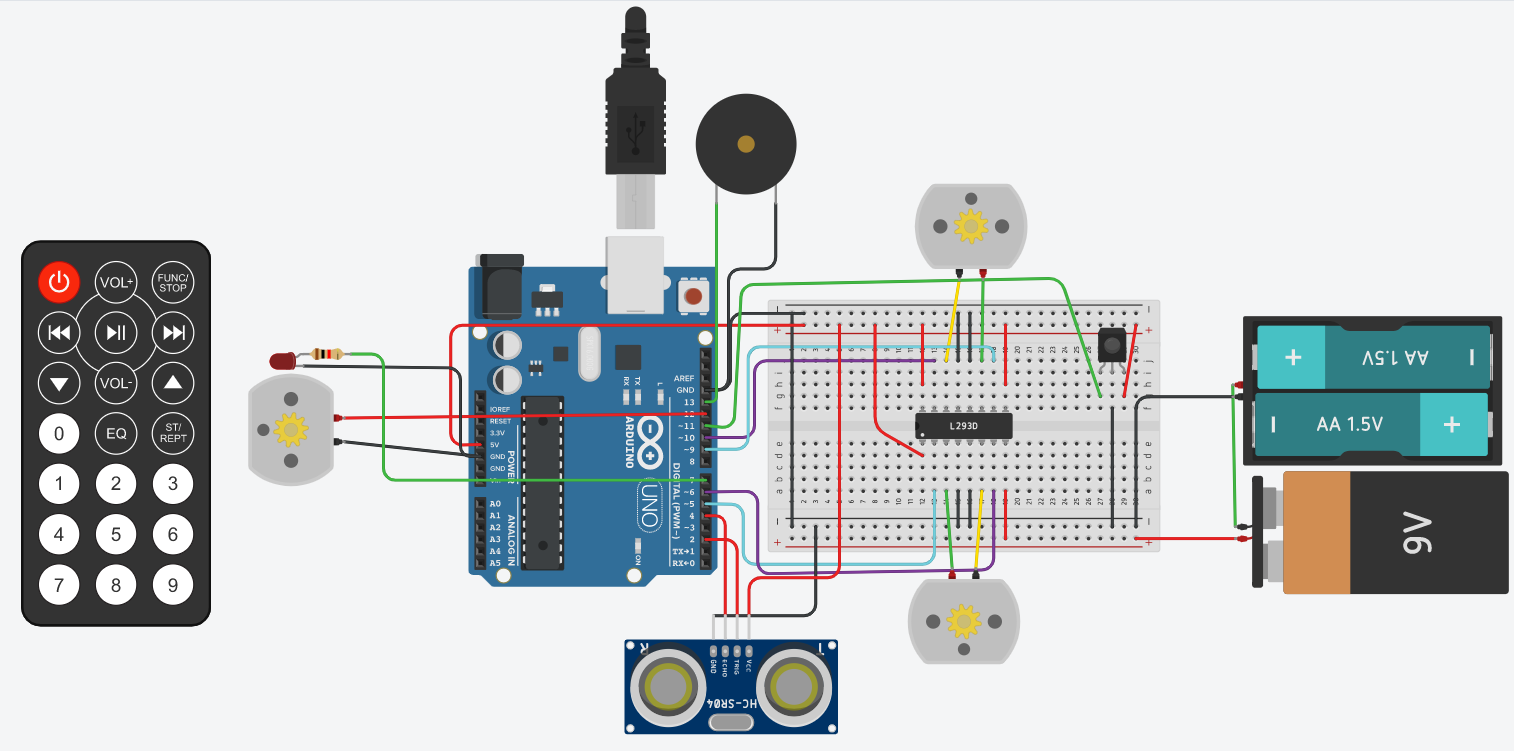 VOL+
FUNC/
STOP
VOL-
0
EQ
ST/
REPT
1
2
3
4
5
6
7
8
9
IOREF
RESET
3.3V
5V
GND
GND
POWER
A0
A1
A2
A3
A4
A5
ANALOG IN
RX
TX
L
ARDUINO
UNO
ON
AREF
GND
13
12
~11
~10
~9
8
~6
~5
4
~3
2
TX→1
RX←0
DIGITAL (PWM~)
L293D
a b c d e
f g h i j
AA 1.5V
AA 1.5V
9V
R
T
GND
ECHO
TRIG
VCC
HC-SR04